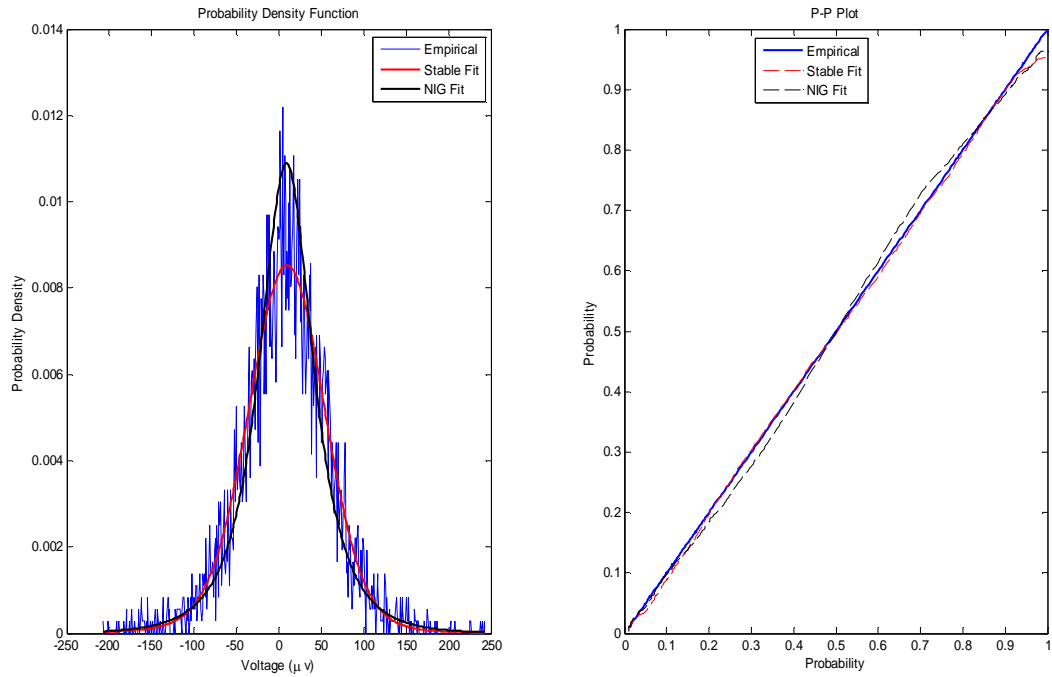 Probability Density Function
0.014
0.012
0.01
0.008
0.006
0.004
0.002
0
Probability Density
-250 -200 -150 -100 -50 0 50 100 150 200 250
Voltage (μ v)
Empirical
Stable Fit
NIG Fit
P-P Plot
1
0.9
0.8
0.7
0.6
0.5
0.4
0.3
0.2
0.1
0
Probability
0 0.1 0.2 0.3 0.4 0.5 0.6 0.7 0.8 0.9 1
Probability
Empirical
Stable Fit
NIG Fit